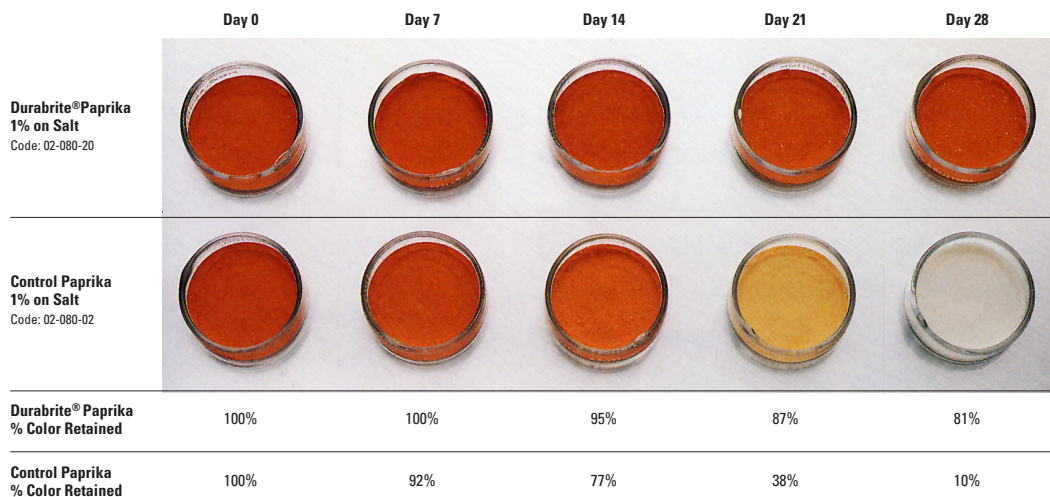 Day 0 Day 7 Day 14 Day 21 Day 28
Durabrite®Paprika
1% on Salt
Code: 02-080-20
Control Paprika
1% on Salt
Code: 02-080-02
Durabrite® Paprika
% Color Retained
100% 100% 95% 87% 81%
Control Paprika
% Color Retained
100% 92% 77% 38% 10%